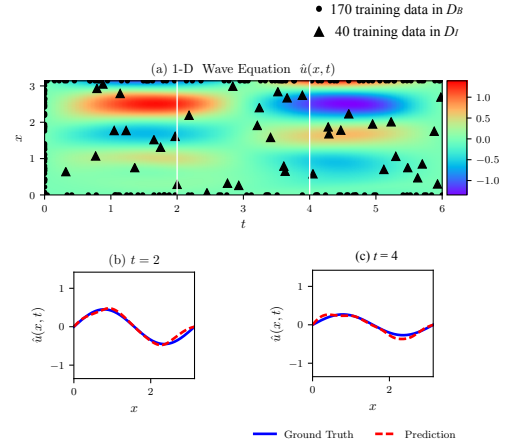 170 training data in D_B
40 training data in D_I
(a) 1-D Wave Equation û(x, t)
3
2
1
0
x
0 1 2 3 4 5 6
t
1.0
0.5
0.0
−0.5
−1.0
(b) t = 2
1
0
−1
û(x, t)
0 2
x
(c) t = 4
1
0
−1
û(x, t)
0 2
x
Ground Truth Prediction